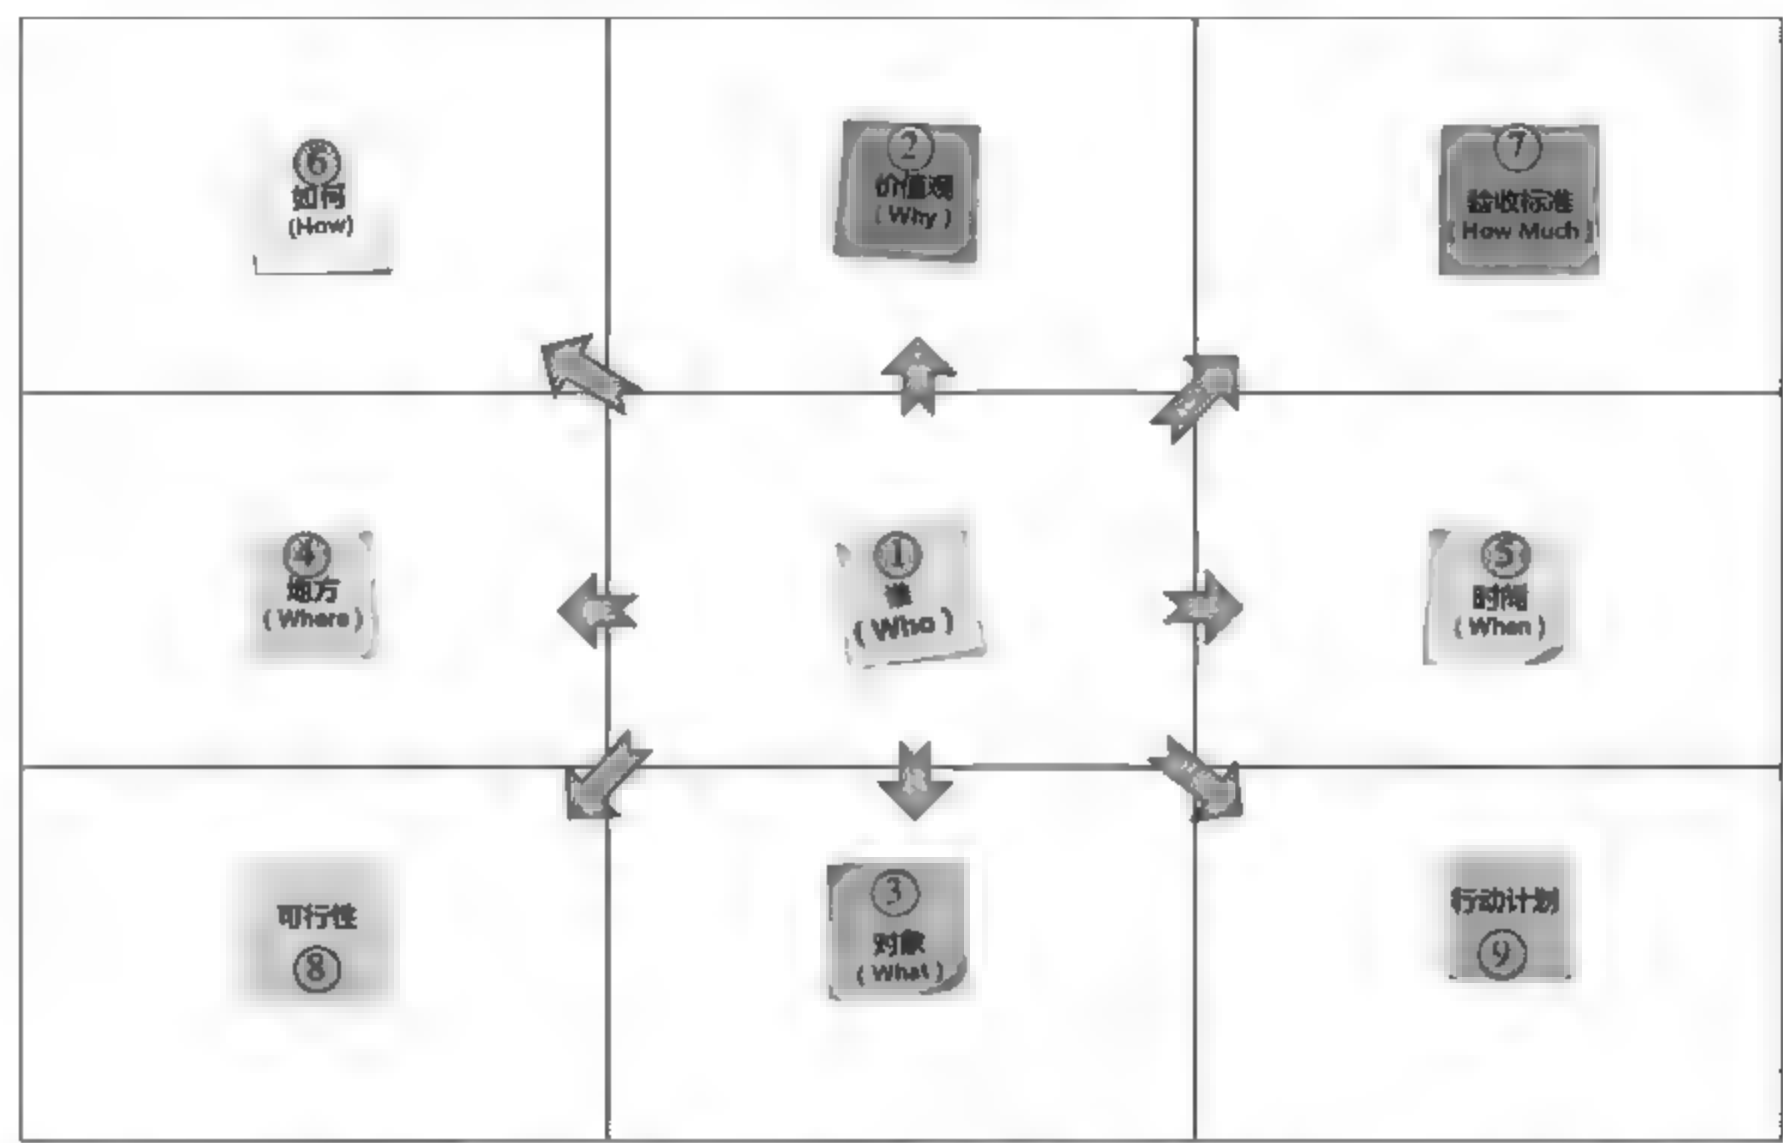 ⑥
如何
(How)
②
价值观
( Why )
⑦
验收标准
( How Much )
④
地方
( Where )
①
谁
( Who )
⑤
时间
( When )
可行性
⑧
③
对象
( What )
行动计划
⑨